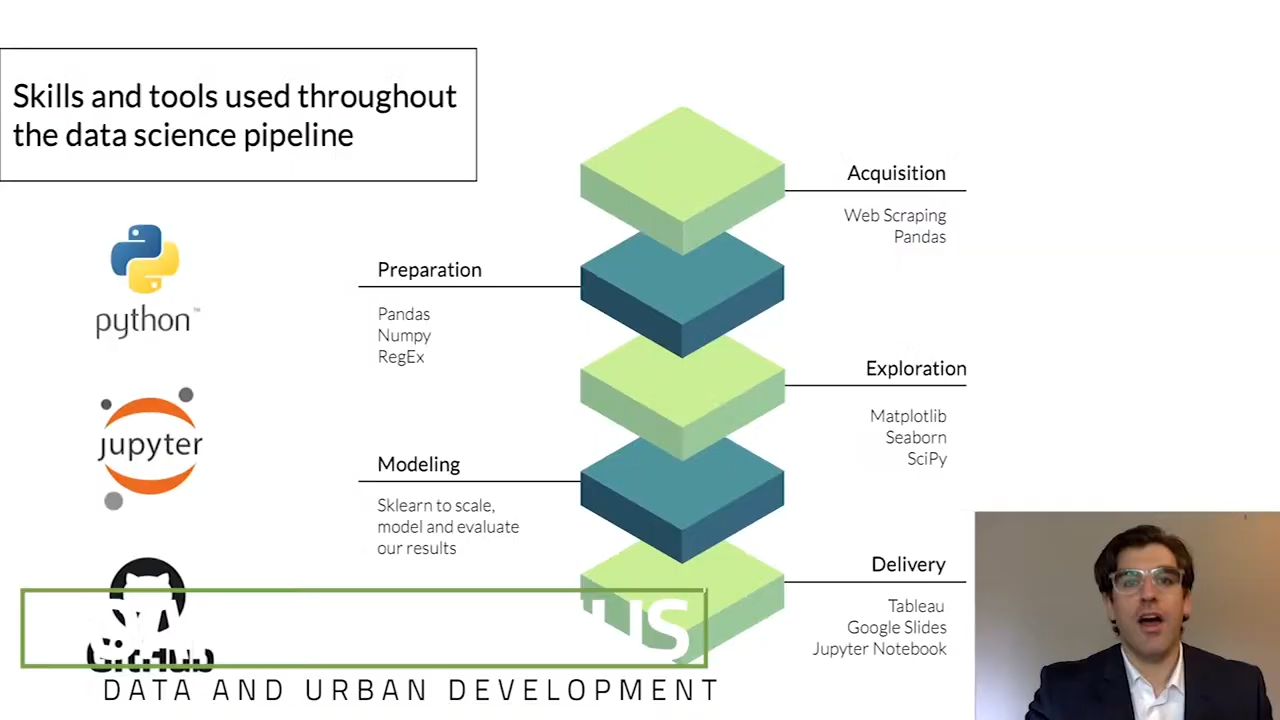 Skills and tools used throughout
the data science pipeline
python™
jupyter
GitHub
Acquisition
Web Scraping
Pandas
Preparation
Pandas
Numpy
RegEx
Exploration
Matplotlib
Seaborn
SciPy
Modeling
Sklearn to scale,
model and evaluate
our results
Delivery
Tableau
Google Slides
Jupyter Notebook
DATA AND URBAN DEVELOPMENT